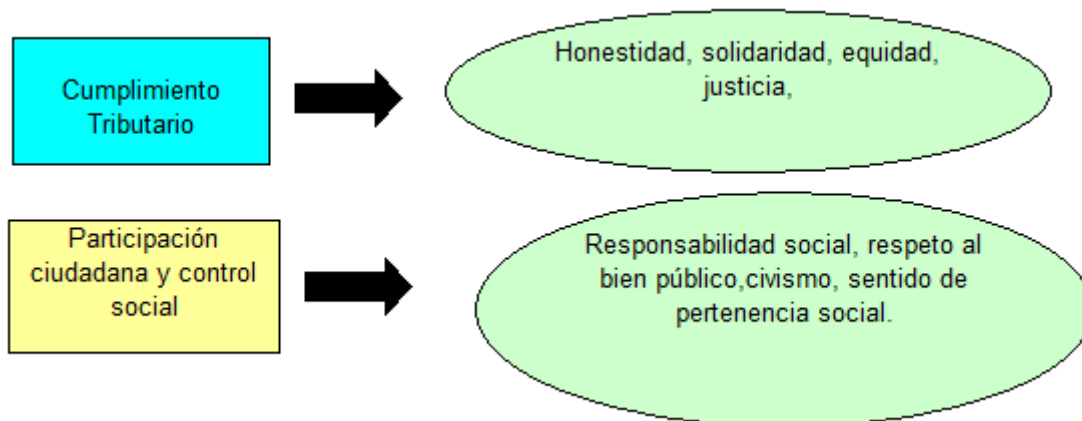 Cumplimiento
Tributario
Honestidad, solidaridad, equidad,
justicia,
Participación
ciudadana y control
social
Responsabilidad social, respeto al
bien público,civismo, sentido de
pertenencia social.